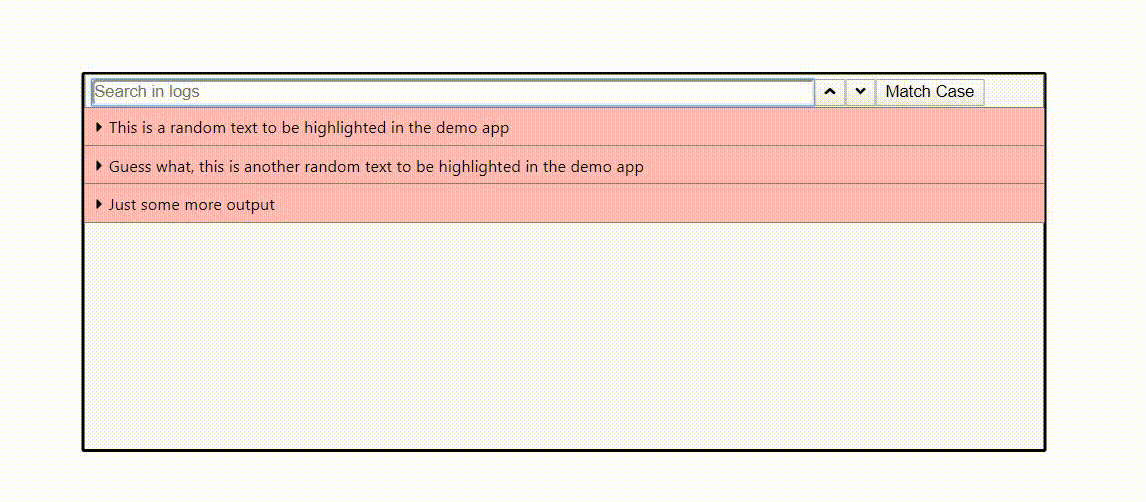 Search in logs
Match Case
This is a random text to be highlighted in the demo app
Guess what, this is another random text to be highlighted in the demo app
Just some more output